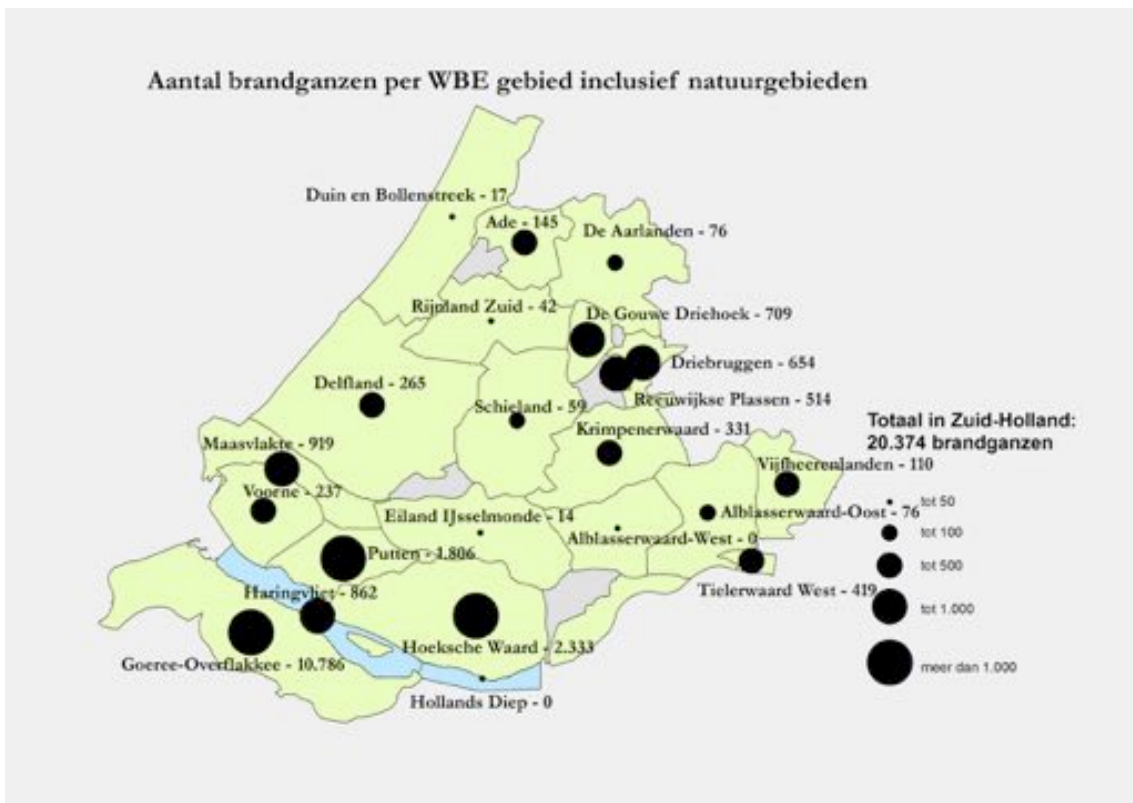 Aantal brandganzen per WBE gebied inclusief natuurgebieden
Duin en Bollenstreek - 17
Ade - 145
De Aarlanden - 76
Rijnland Zuid - 42
De Gouwe Driehoek - 709
Driebruggen - 654
Delfland - 265
Reeuwijkse Plassen - 514
Schieland - 59
Krimpenerwaard - 331
Maasvlakte - 919
Vijfheerenlanden - 110
Voorne - 237
Eiland IJsselmonde - 14
Alblasserwaard-Oost - 76
Alblasserwaard-West - 0
Putten - 1.806
Haringvliet - 862
Tielerwaard West - 419
Hoeksche Waard - 2.333
Goeree-Overflakkee - 10.786
Hollands Diep - 0
Totaal in Zuid-Holland:
20.374 brandganzen
tot 50
tot 100
tot 500
tot 1.000
meer dan 1.000